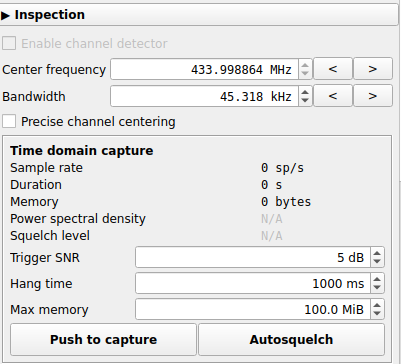 ▶ Inspection
Enable channel detector
Center frequency 433.998864 MHz < >
Bandwidth 45.318 kHz < >
Precise channel centering
Time domain capture
Sample rate 0 sp/s
Duration 0 s
Memory 0 bytes
Power spectral density N/A
Squelch level N/A
Trigger SNR 5 dB
Hang time 1000 ms
Max memory 100.0 MiB
Push to capture Autosquelch